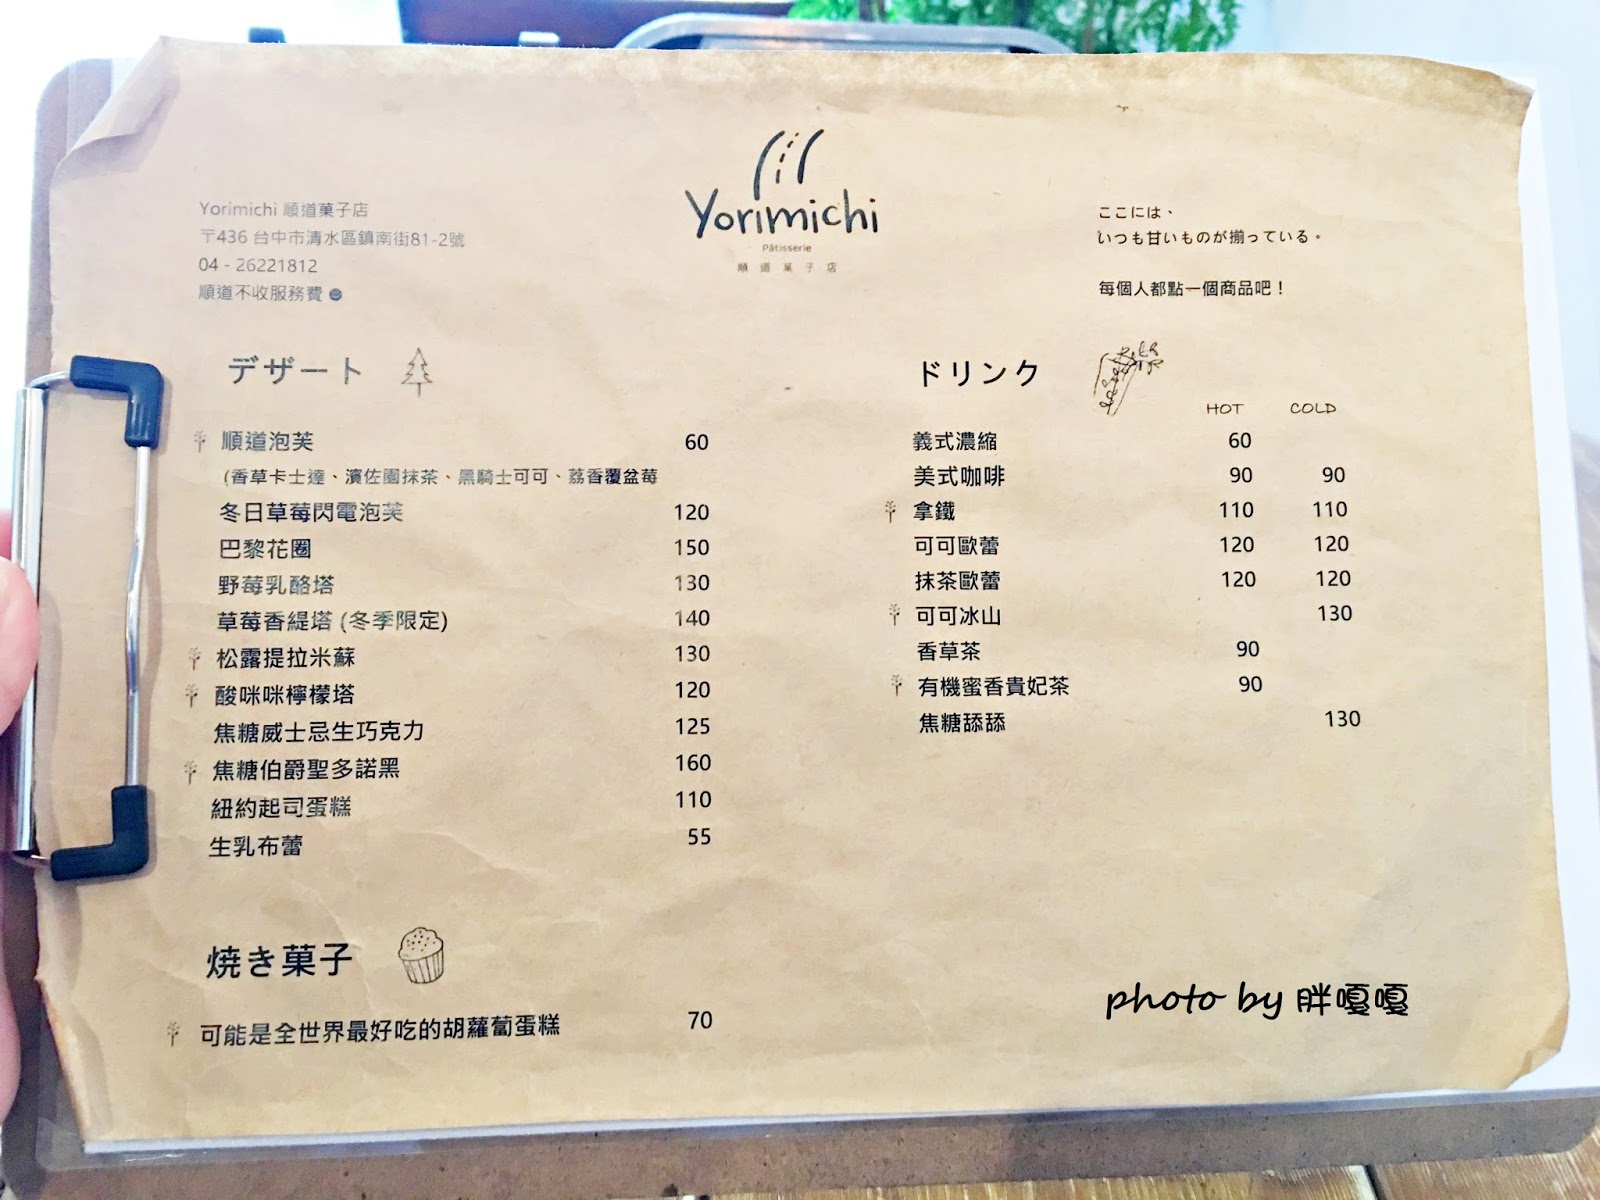 Yorimichi 順道菓子店
〒436 台中市清水區鎮南街81-2號
04 - 26221812
順道不收服務費
Yorimichi
Pâtisserie
順道菓子店
ここには、
いつも甘いものが揃っている。
每個人都點一個商品吧！
デザート
順道泡芙 60
(香草卡士達、濱佐園抹茶、黑騎士可可、荔香覆盆莓
冬日草莓閃電泡芙 120
巴黎花圈 150
野莓乳酪塔 130
草莓香緹塔 (冬季限定) 140
松露提拉米蘇 130
酸咪咪檸檬塔 120
焦糖威士忌生巧克力 125
焦糖伯爵聖多諾黑 160
紐約起司蛋糕 110
生乳布蕾 55
焼き菓子
可能是全世界最好吃的胡蘿蔔蛋糕 70
ドリンク
HOT COLD
義式濃縮 60
美式咖啡 90 90
拿鐵 110 110
可可歐蕾 120 120
抹茶歐蕾 120 120
可可冰山 130
香草茶 90
有機蜜香貴妃茶 90
焦糖舔舔 130
photo by 胖嘎嘎